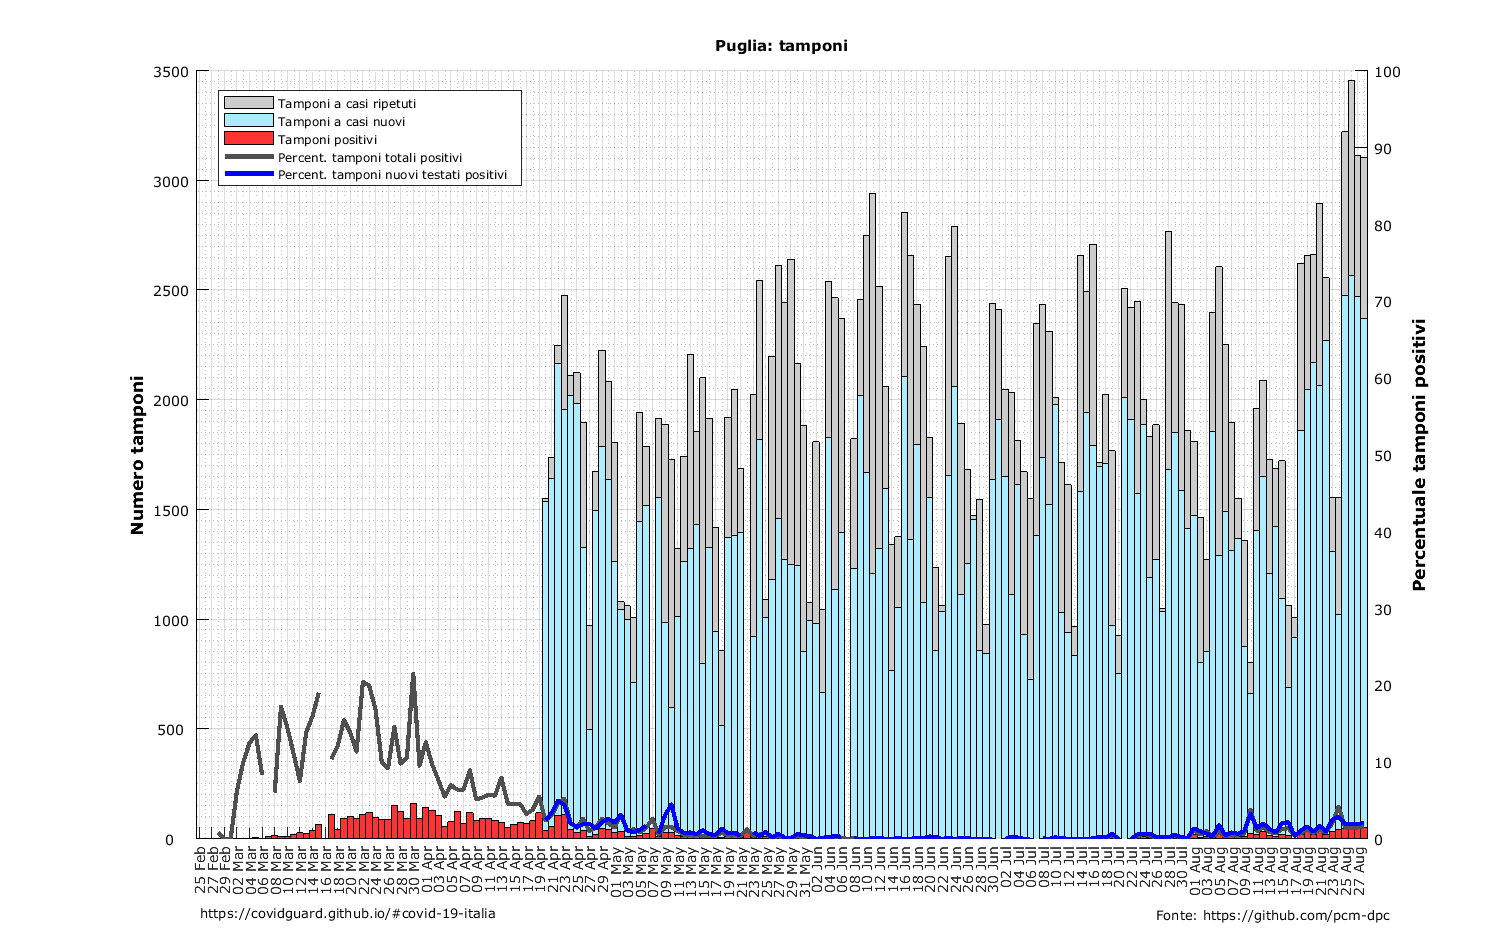 Puglia: tamponi
3500
3000
2500
2000
1500
1000
500
0
Numero tamponi
Tamponi a casi ripetuti
Tamponi a casi nuovi
Tamponi positivi
Percent. tamponi totali positivi
Percent. tamponi nuovi testati positivi
100
90
80
70
60
50
40
30
20
10
0
Percentuale tamponi positivi
25 Feb
27 Feb
29 Feb
02 Mar
04 Mar
06 Mar
08 Mar
10 Mar
12 Mar
14 Mar
16 Mar
18 Mar
20 Mar
22 Mar
24 Mar
26 Mar
28 Mar
30 Mar
01 Apr
03 Apr
05 Apr
07 Apr
09 Apr
11 Apr
13 Apr
15 Apr
17 Apr
19 Apr
21 Apr
23 Apr
25 Apr
27 Apr
29 Apr
01 May
03 May
05 May
07 May
09 May
11 May
13 May
15 May
17 May
19 May
21 May
23 May
25 May
27 May
29 May
31 May
02 Jun
04 Jun
06 Jun
08 Jun
10 Jun
12 Jun
14 Jun
16 Jun
18 Jun
20 Jun
22 Jun
24 Jun
26 Jun
28 Jun
30 Jun
02 Jul
04 Jul
06 Jul
08 Jul
10 Jul
12 Jul
14 Jul
16 Jul
18 Jul
20 Jul
22 Jul
24 Jul
26 Jul
28 Jul
30 Jul
01 Aug
03 Aug
05 Aug
07 Aug
09 Aug
11 Aug
13 Aug
15 Aug
17 Aug
19 Aug
21 Aug
23 Aug
25 Aug
27 Aug
https://covidguard.github.io/#covid-19-italia
Fonte: https://github.com/pcm-dpc